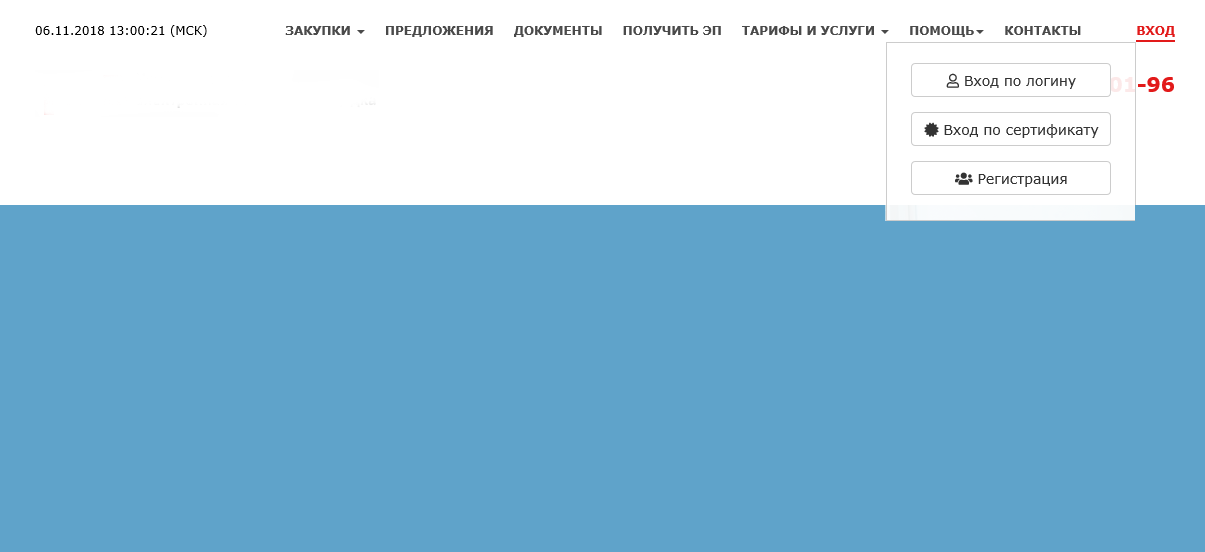 06.11.2018 13:00:21 (МСК) ЗАКУПКИ ПРЕДЛОЖЕНИЯ ДОКУМЕНТЫ ПОЛУЧИТЬ ЭП ТАРИФЫ И УСЛУГИ ПОМОЩЬ КОНТАКТЫ ВХОД
01-96
Вход по логину
Вход по сертификату
Регистрация